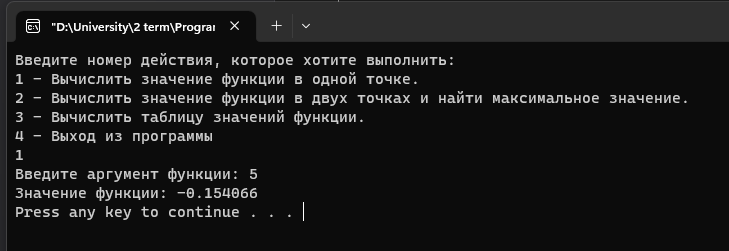 "D:\University\2 term\Prograr
Введите номер действия, которое хотите выполнить:
1 - Вычислить значение функции в одной точке.
2 - Вычислить значение функции в двух точках и найти максимальное значение.
3 - Вычислить таблицу значений функции.
4 - Выход из программы
1
Введите аргумент функции: 5
Значение функции: -0.154066
Press any key to continue . . .